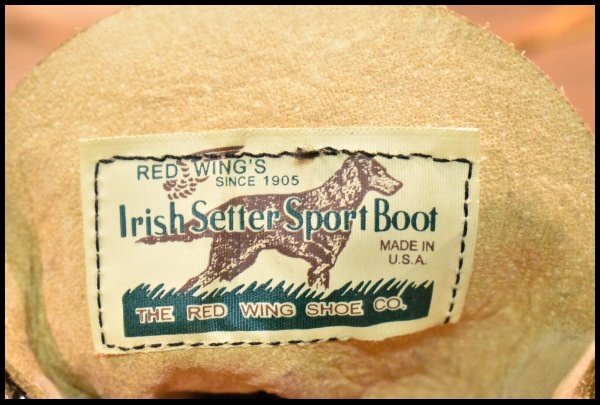 RED WING'S
SINCE 1905
Irish Setter Sport Boot
MADE IN
U.S.A.
THE RED WING SHOE CO.